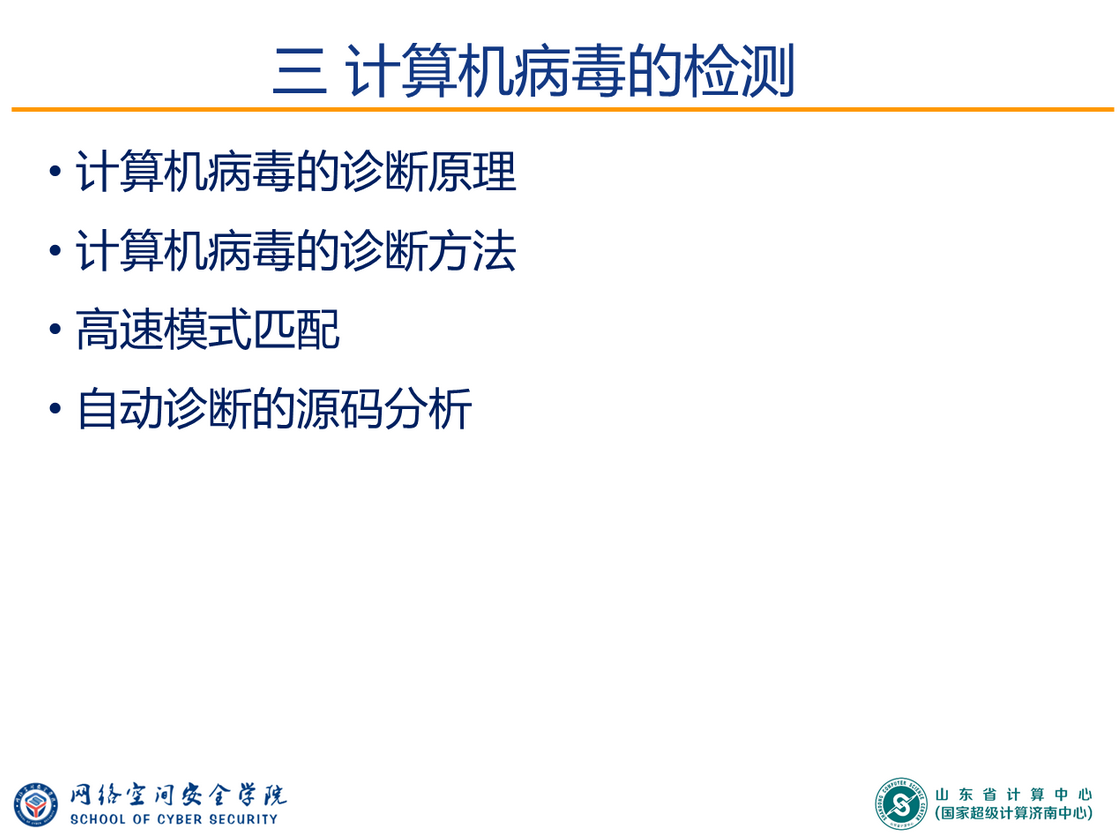 三 计算机病毒的检测
• 计算机病毒的诊断原理
• 计算机病毒的诊断方法
• 高速模式匹配
• 自动诊断的源码分析
网络空间安全学院
SCHOOL OF CYBER SECURITY
山东省计算中心
(国家超级计算济南中心)